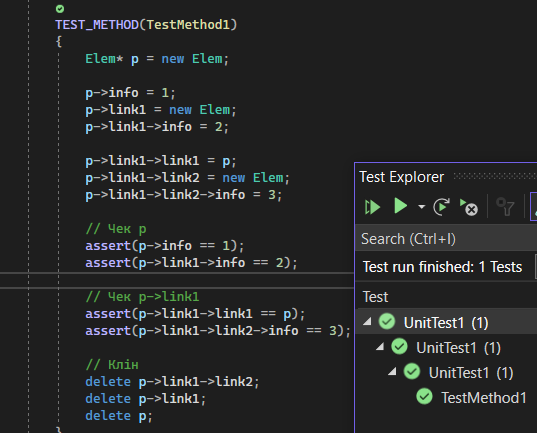 TEST_METHOD(TestMethod1)
{
Elem* p = new Elem;
p->info = 1;
p->link1 = new Elem;
p->link1->info = 2;
p->link1->link1 = p;
p->link1->link2 = new Elem;
p->link1->link2->info = 3;
// Чек p
assert(p->info == 1);
assert(p->link1->info == 2);
// Чек p->link1
assert(p->link1->link1 == p);
assert(p->link1->link2->info == 3);
// Клін
delete p->link1->link2;
delete p->link1;
delete p;
}
Test Explorer
Search (Ctrl+I)
Test run finished: 1 Tests
Test
UnitTest1 (1)
UnitTest1 (1)
UnitTest1 (1)
TestMethod1